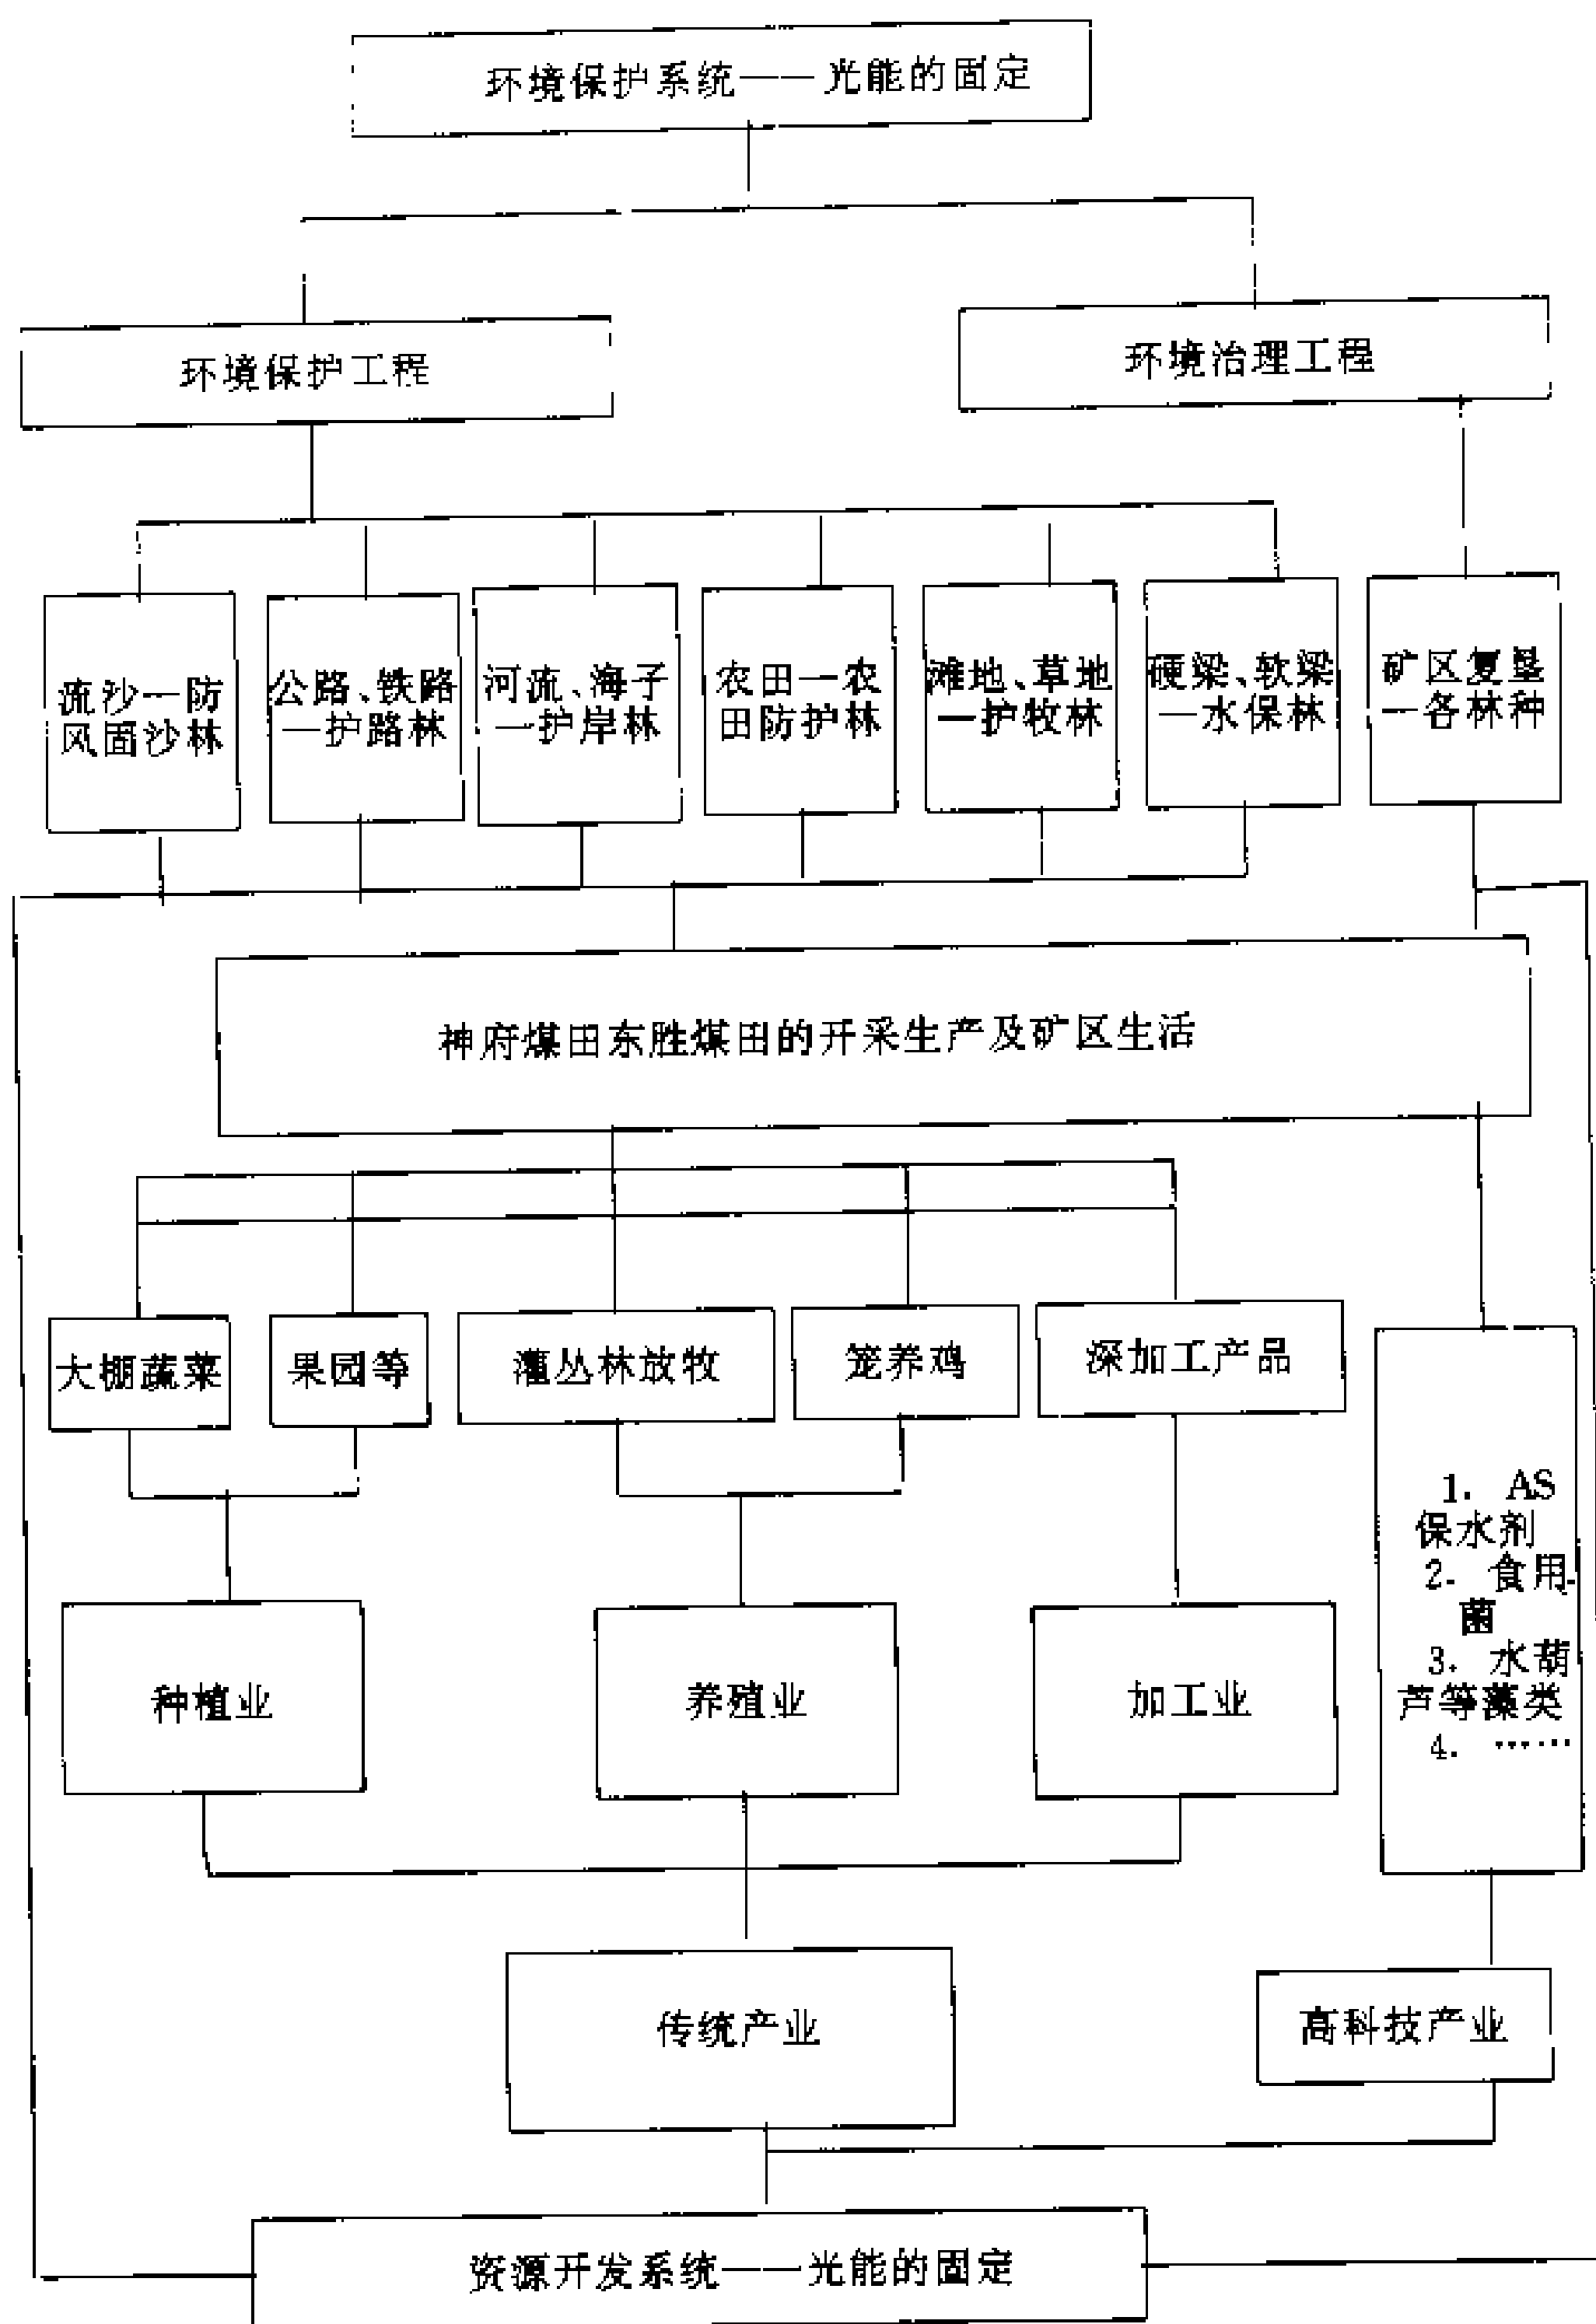 环境保护系统——光能的固定
环境保护工程
环境治理工程
流沙—防
风固沙林
公路、铁路
—护路林
河流、海子
—护岸林
农田—农
田防护林
滩地、草地
—护牧林
硬梁、软梁
—水保林
矿区复垦
—各林种
神府煤田东胜煤田的开采生产及矿区生活
大棚蔬菜
果园等
灌丛林放牧
笼养鸡
深加工产品
1. AS
保水剂
2. 食用
菌
3. 水葫
芦等藻类
4. ……
种植业
养殖业
加工业
传统产业
高科技产业
资源开发系统——光能的固定